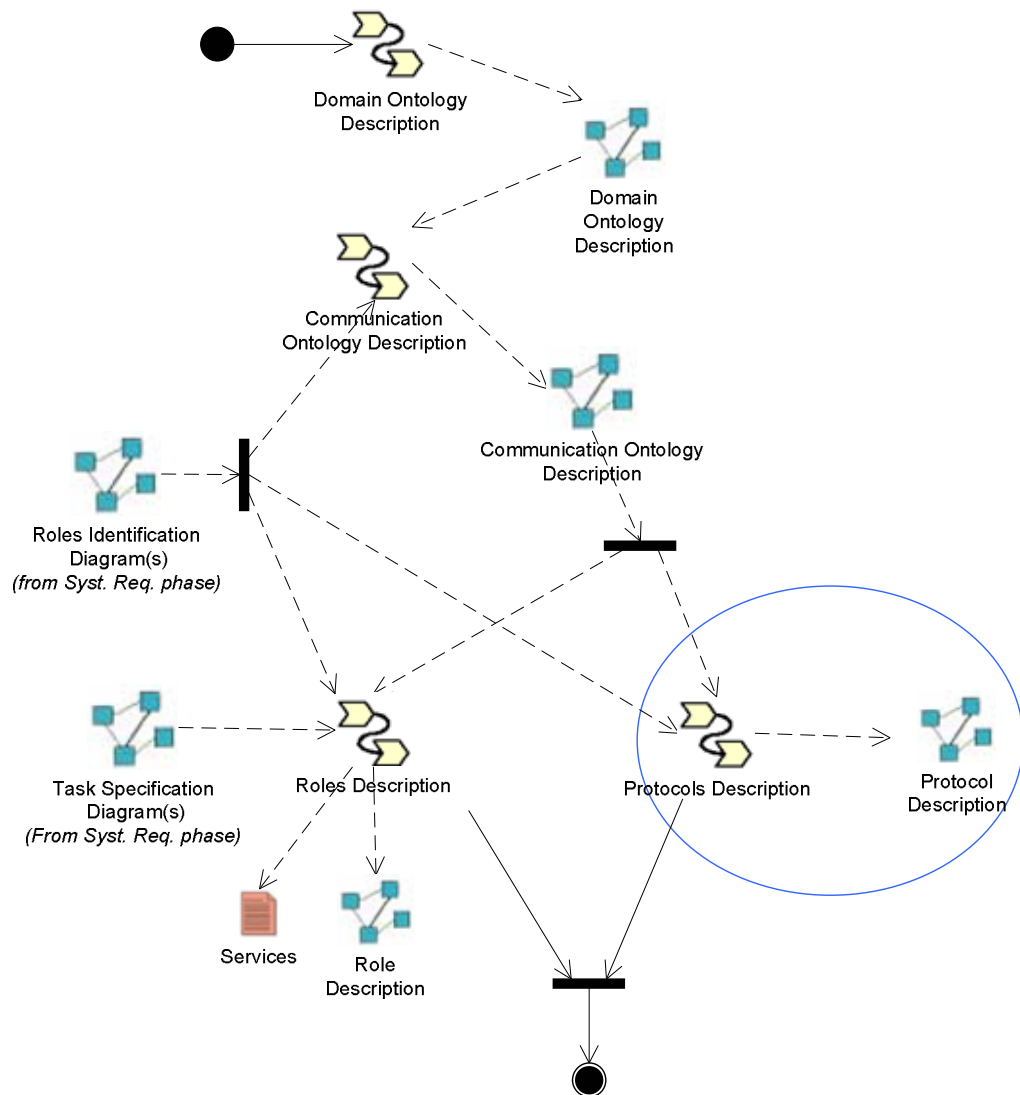 Domain Ontology
Description
Domain
Ontology
Description
Communication
Ontology Description
Communication Ontology
Description
Roles Identification
Diagram(s)
(from Syst. Req. phase)
Task Specification
Diagram(s)
(From Syst. Req. phase)
Roles Description
Protocols Description
Protocol
Description
Services
Role
Description